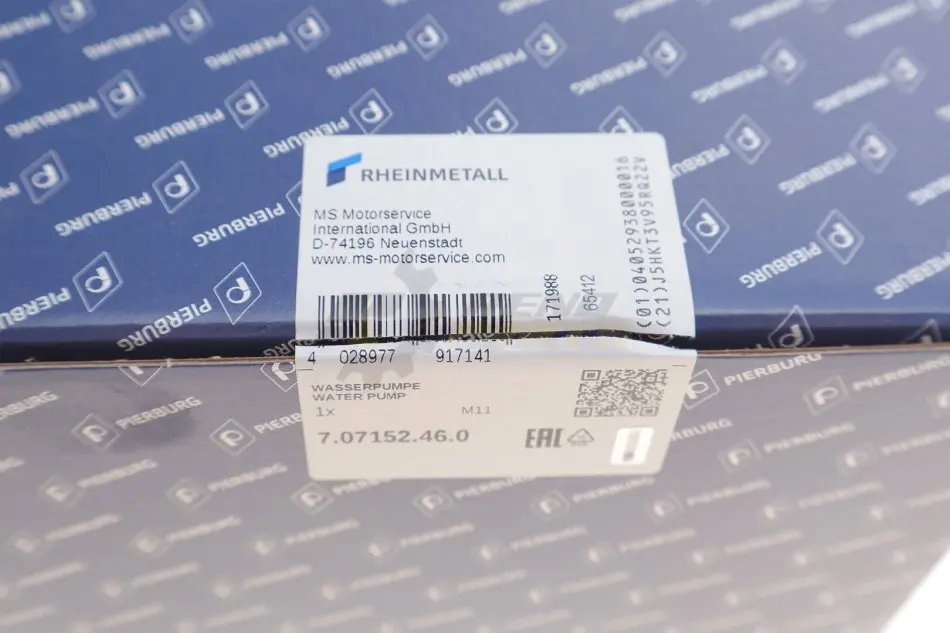 RHEINMETALL
MS Motorservice
International GmbH
D-74196 Neuenstadt
www.ms-motorservice.com
171988
65412
(01)04052938000016
(21)J5HKT3V95RQ22V
4 028977 917141
WASSERPUMPE
WATER PUMP
1x M11
7.07152.46.0
EAC
PIERBURG